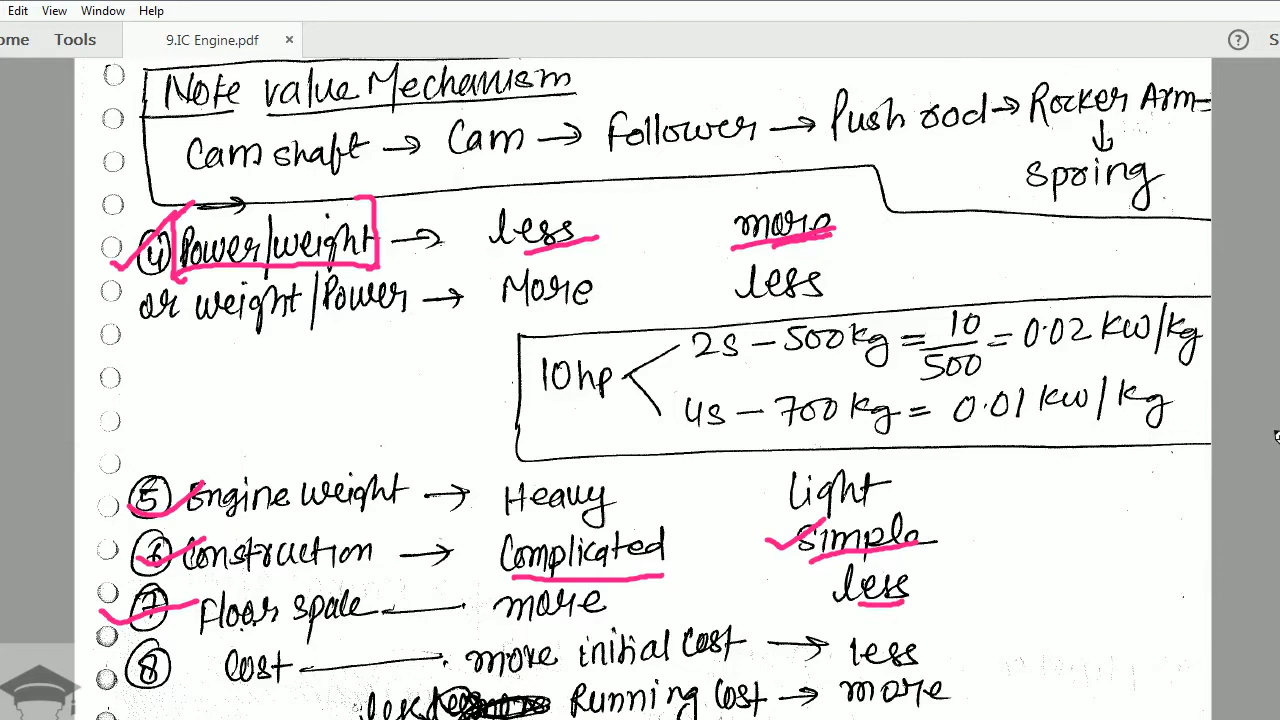 Edit View Window Help
ome Tools 9.IC Engine.pdf × ? S
Note value Mechanism
Cam shaft → Cam → follower → Push rod → Rocker Arm-
↓
spring
④ Power/weight → less more
or weight/Power → More less
10hp 2s - 500kg = 10/500 = 0.02 kw/kg
4s - 700kg = 0.01 kw/kg
⑤ Engine weight → Heavy light
⑥ Construction → Complicated simple
⑦ Floor space — more less
⑧ Cost — more initial cost → less
Running Cost → more